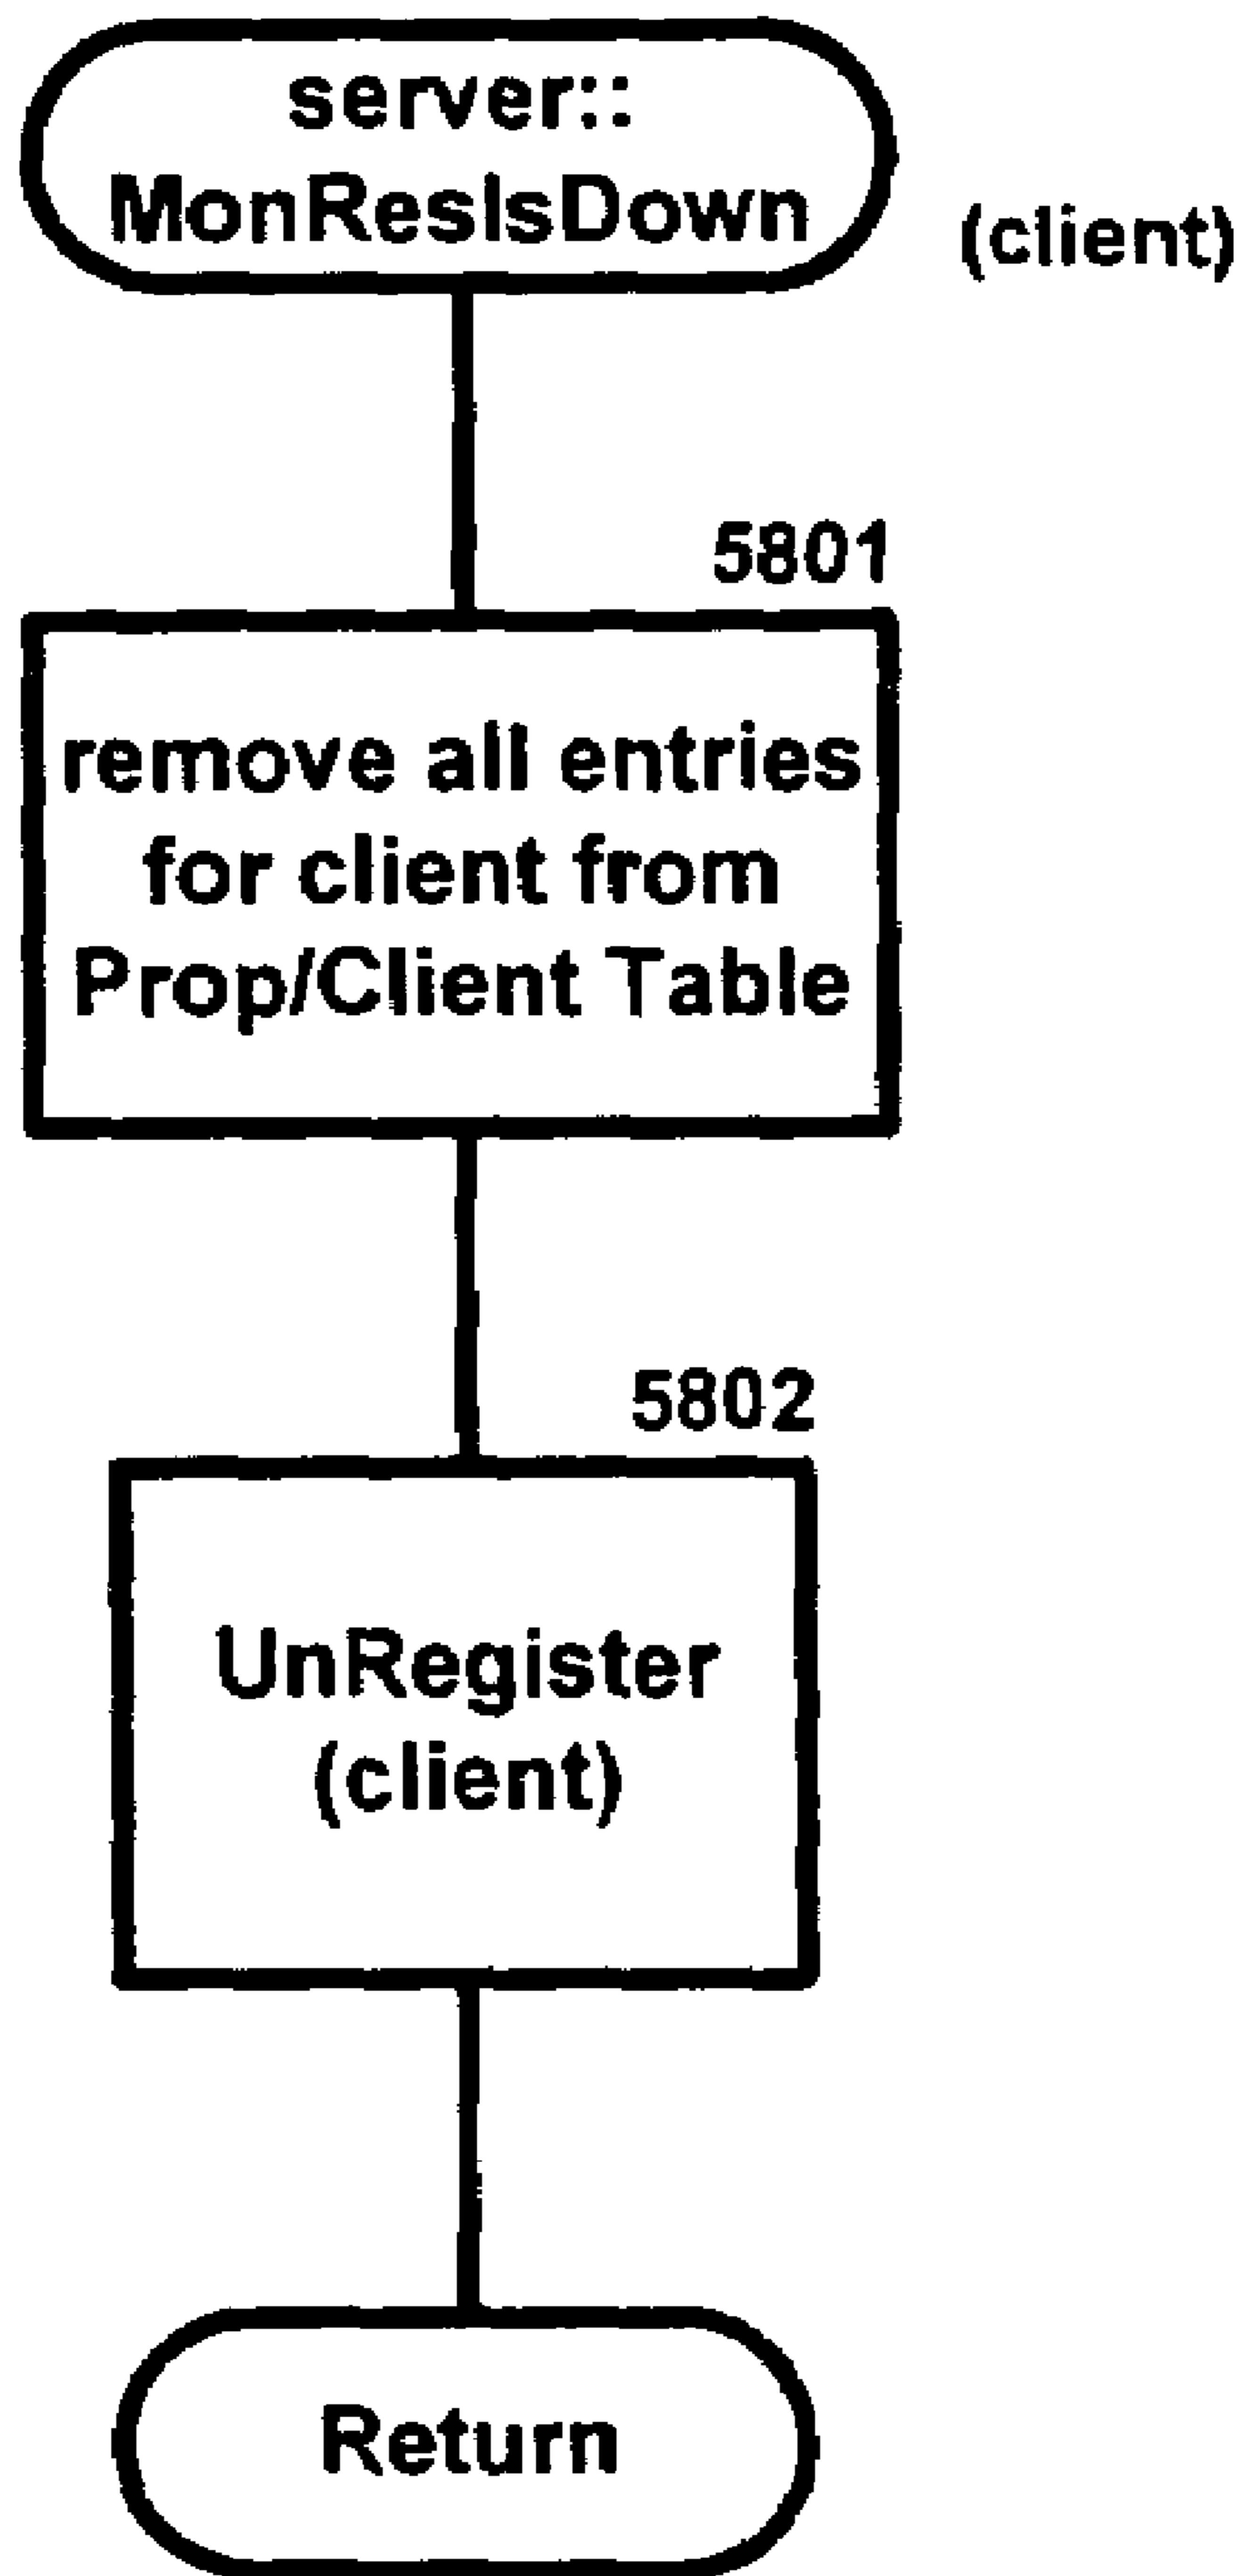 server::
MonResIsDown
(client)
5801
remove all entries
for client from
Prop/Client Table
5802
UnRegister
(client)
Return